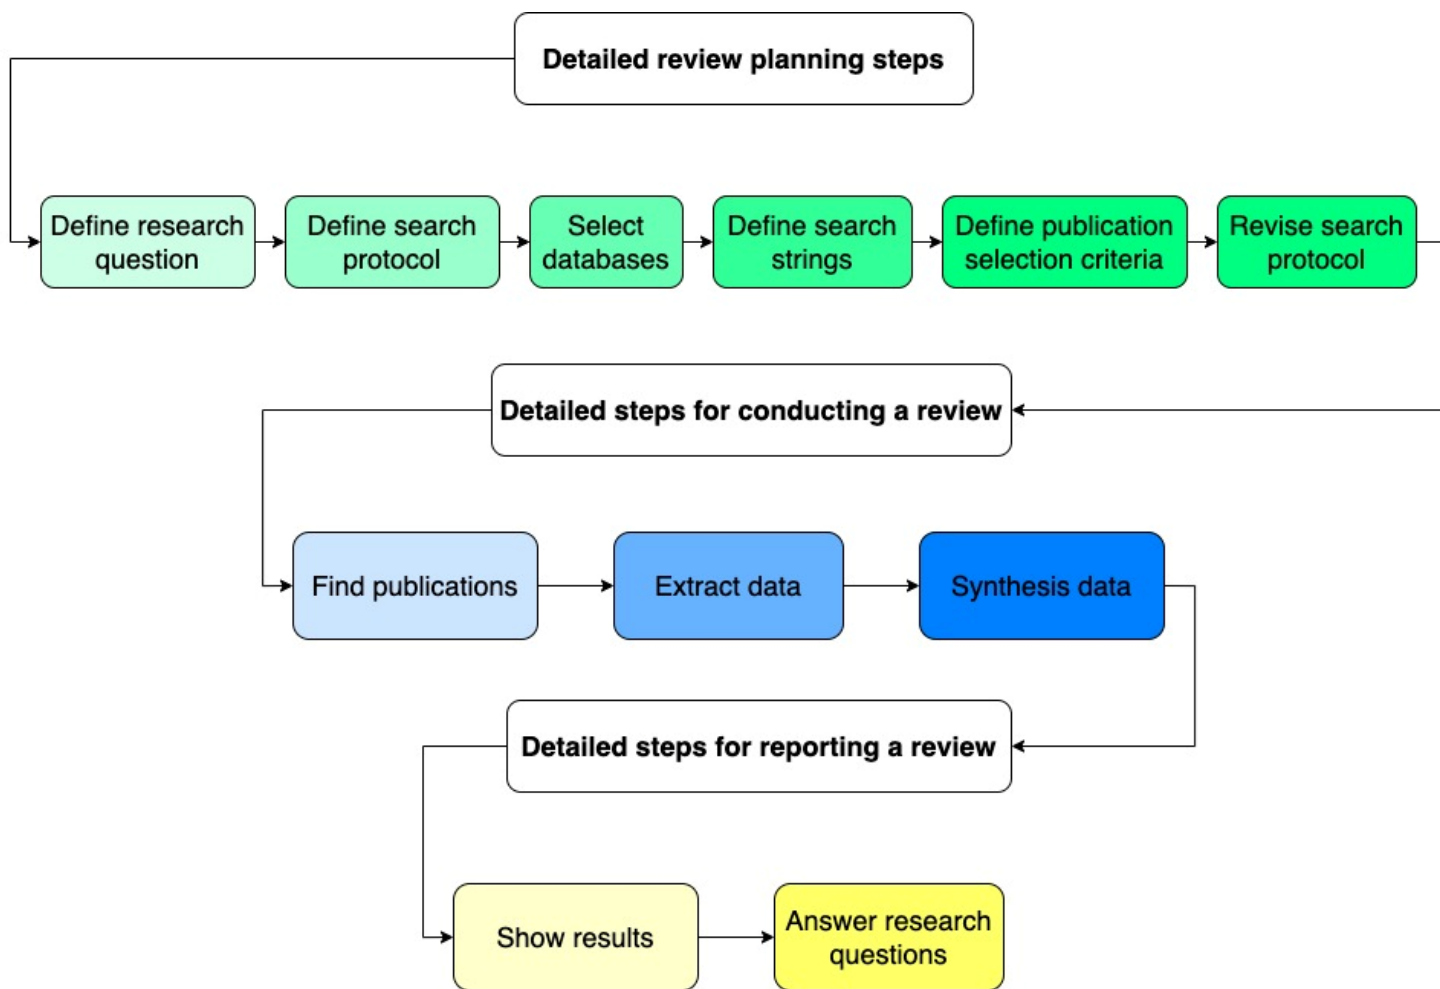 Detailed review planning steps
Define research
question
Define search
protocol
Select
databases
Define search
strings
Define publication
selection criteria
Revise search
protocol
Detailed steps for conducting a review
Find publications
Extract data
Synthesis data
Detailed steps for reporting a review
Show results
Answer research
questions